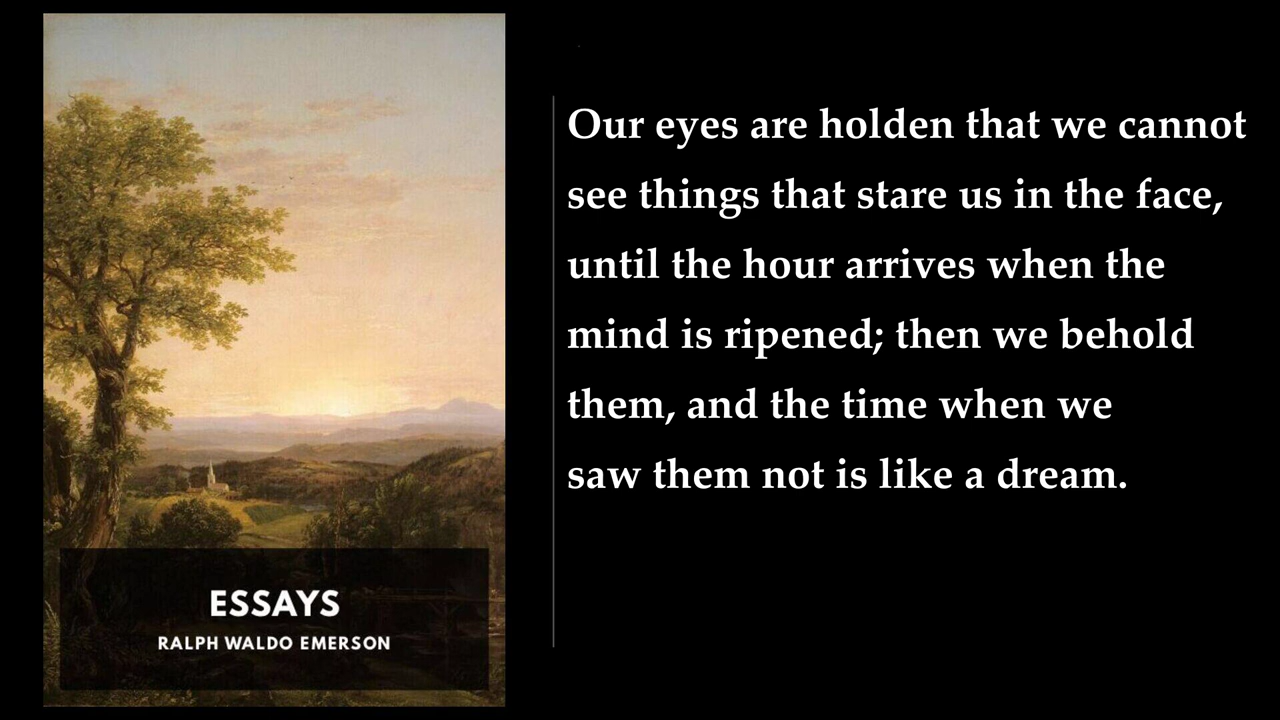 ESSAYS
RALPH WALDO EMERSON
Our eyes are holden that we cannot
see things that stare us in the face,
until the hour arrives when the
mind is ripened; then we behold
them, and the time when we
saw them not is like a dream.